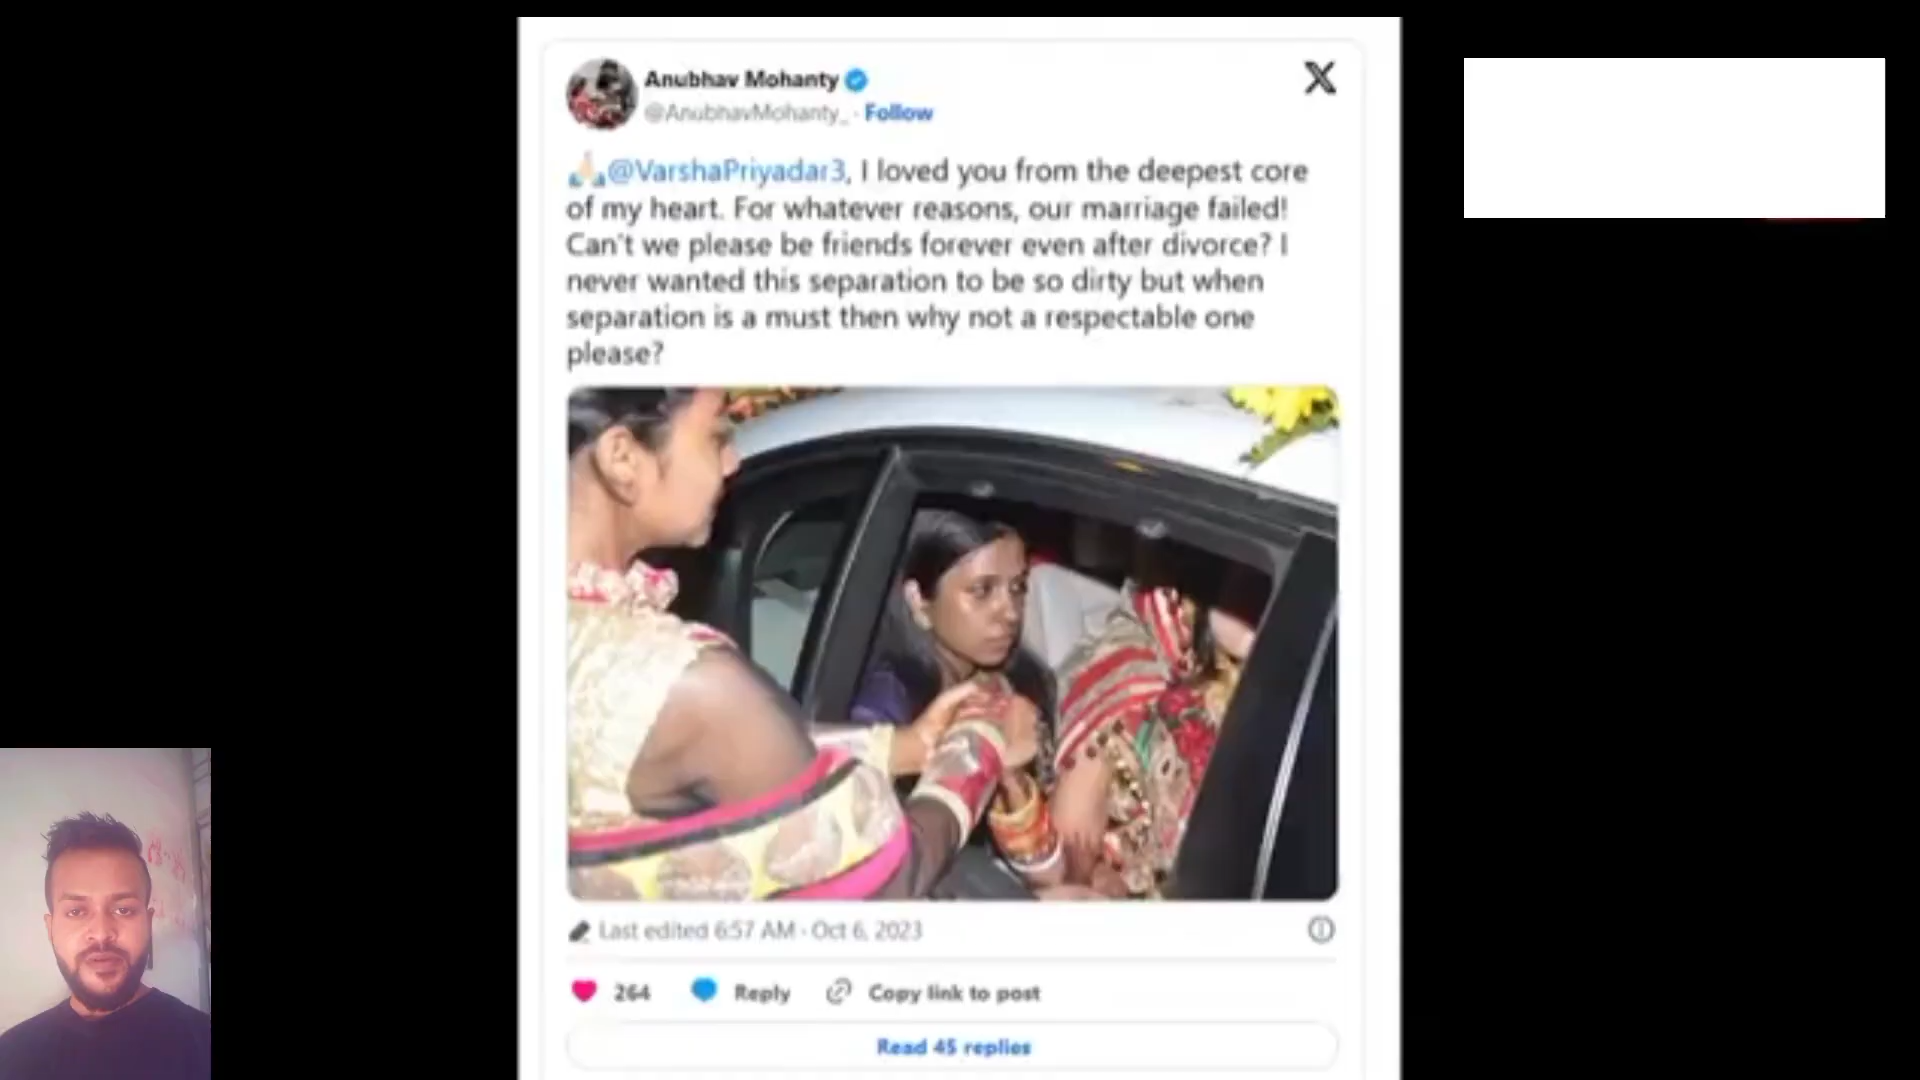 Anubhav Mohanty
@AnubhavMohanty_ · Follow
🙏🏻@VarshaPriyadar3, I loved you from the deepest core
of my heart. For whatever reasons, our marriage failed!
Can't we please be friends forever even after divorce? I
never wanted this separation to be so dirty but when
separation is a must then why not a respectable one
please?
Last edited 6:57 AM · Oct 6, 2023
264 Reply Copy link to post
Read 45 replies